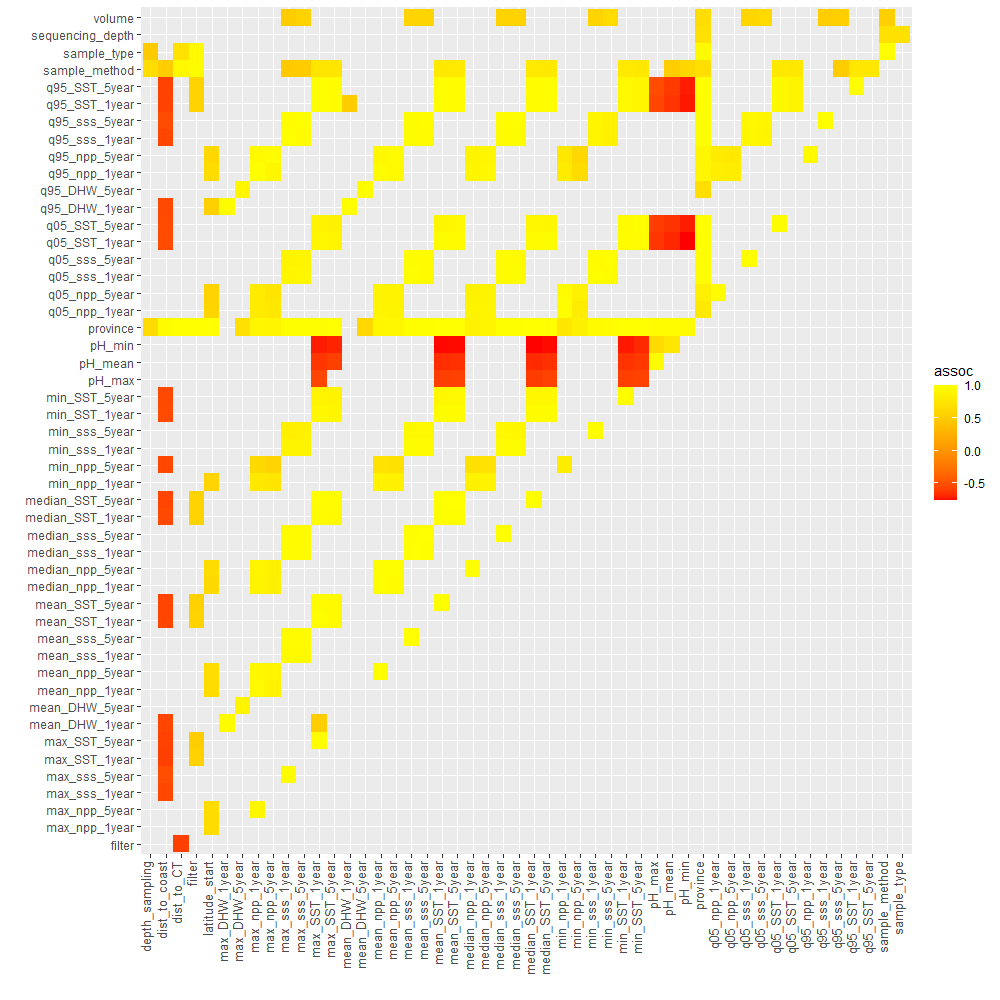 volume
sequencing_depth
sample_type
sample_method
q95_SST_5year
q95_SST_1year
q95_sss_5year
q95_sss_1year
q95_npp_5year
q95_npp_1year
q95_DHW_5year
q95_DHW_1year
q05_SST_5year
q05_SST_1year
q05_sss_5year
q05_sss_1year
q05_npp_5year
q05_npp_1year
province
pH_min
pH_mean
pH_max
min_SST_5year
min_SST_1year
min_sss_5year
min_sss_1year
min_npp_5year
min_npp_1year
median_SST_5year
median_SST_1year
median_sss_5year
median_sss_1year
median_npp_5year
median_npp_1year
mean_SST_5year
mean_SST_1year
mean_sss_5year
mean_sss_1year
mean_npp_5year
mean_npp_1year
mean_DHW_5year
mean_DHW_1year
max_SST_5year
max_SST_1year
max_sss_5year
max_sss_1year
max_npp_5year
max_npp_1year
filter
depth_sampling
dist_to_coast
dist_to_CT
filter
latitude_start
max_DHW_1year
max_DHW_5year
max_npp_1year
max_npp_5year
max_sss_1year
max_sss_5year
max_SST_1year
max_SST_5year
mean_DHW_1year
mean_DHW_5year
mean_npp_1year
mean_npp_5year
mean_sss_1year
mean_sss_5year
mean_SST_1year
mean_SST_5year
median_npp_1year
median_npp_5year
median_sss_1year
median_sss_5year
median_SST_1year
median_SST_5year
min_npp_1year
min_npp_5year
min_sss_1year
min_sss_5year
min_SST_1year
min_SST_5year
pH_max
pH_mean
pH_min
province
q05_npp_1year
q05_npp_5year
q05_sss_1year
q05_sss_5year
q05_SST_1year
q05_SST_5year
q95_npp_1year
q95_npp_5year
q95_sss_1year
q95_sss_5year
q95_SST_1year
q95_SST_5year
sample_method
sample_type
assoc
1.0
0.5
0.0
-0.5